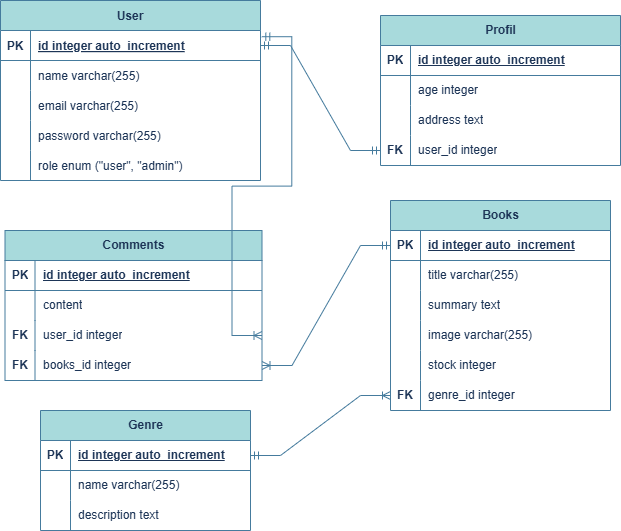 User
PK id integer auto_increment
name varchar(255)
email varchar(255)
password varchar(255)
role enum ("user", "admin")
Profil
PK id integer auto_increment
age integer
address text
FK user_id integer
Comments
PK id integer auto_increment
content
FK user_id integer
FK books_id integer
Books
PK id integer auto_increment
title varchar(255)
summary text
image varchar(255)
stock integer
FK genre_id integer
Genre
PK id integer auto_increment
name varchar(255)
description text